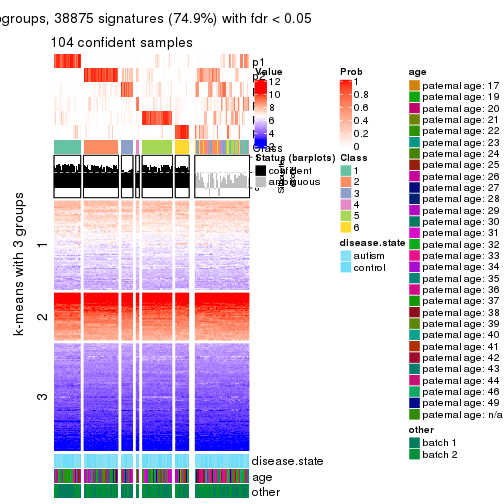 ogroups, 38875 signatures (74.9%) with fdr < 0.05
104 confident samples
p1
Class
k-means with 3 groups
1
2
3
disease.state
age
other
Value
12
10
8
6
4
2
Status (barplots)
confident
ambiguous
Prob
1
0.8
0.6
0.4
0.2
0
Class
1
2
3
4
5
6
disease.state
autism
control
age
paternal age: 17
paternal age: 19
paternal age: 20
paternal age: 21
paternal age: 22
paternal age: 23
paternal age: 24
paternal age: 25
paternal age: 26
paternal age: 27
paternal age: 28
paternal age: 29
paternal age: 30
paternal age: 31
paternal age: 32
paternal age: 33
paternal age: 34
paternal age: 35
paternal age: 36
paternal age: 37
paternal age: 38
paternal age: 39
paternal age: 40
paternal age: 41
paternal age: 42
paternal age: 43
paternal age: 44
paternal age: 46
paternal age: 49
paternal age: n/a
other
batch 1
batch 2